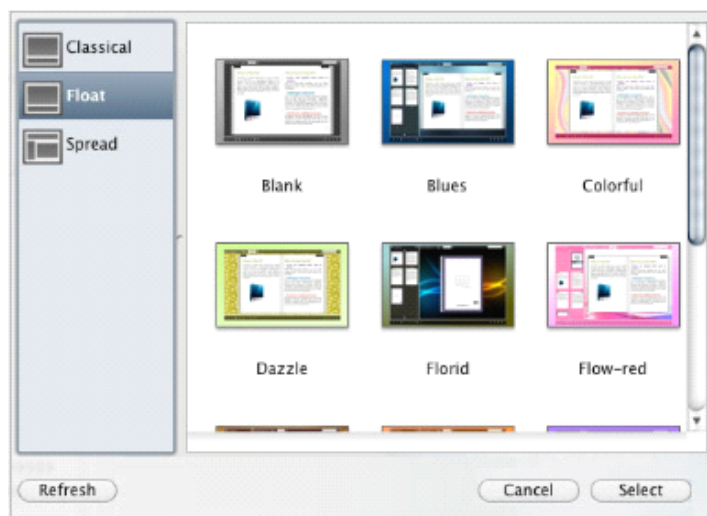 Classical
Float
Spread
Blank Blues Colorful
Dazzle Florid Flow-red
Refresh Cancel Select